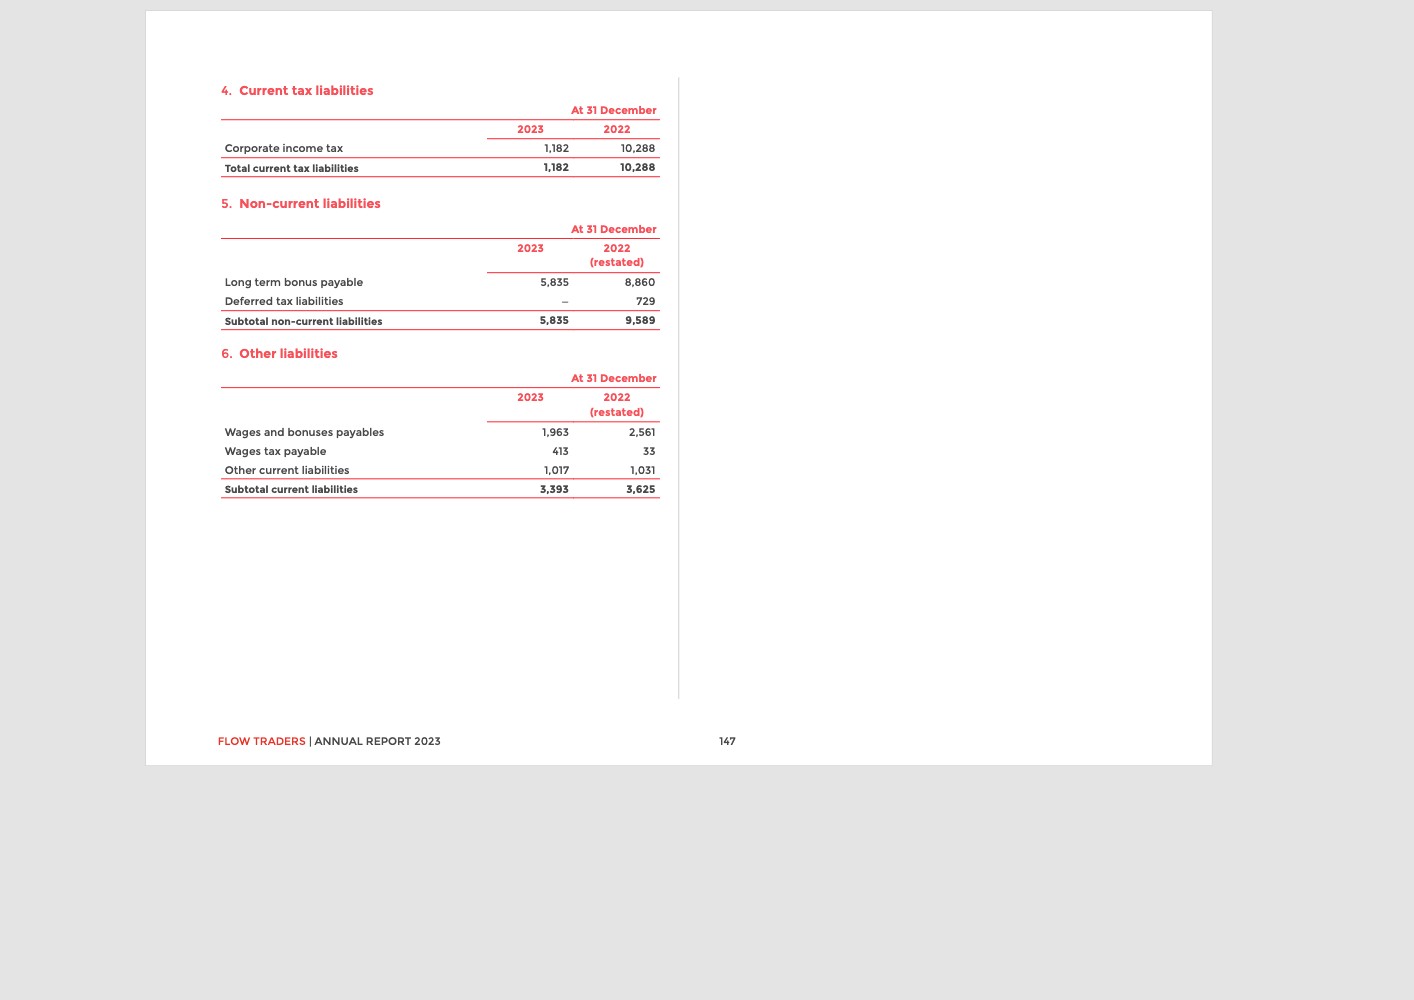 4. Current tax liabilities
At 31 December
2023 2022
Corporate income tax 1,182 10,288
Total current tax liabilities 1,182 10,288
5. Non-current liabilities
At 31 December
2023 2022
(restated)
Long term bonus payable 5,835 8,860
Deferred tax liabilities — 729
Subtotal non-current liabilities 5,835 9,589
6. Other liabilities
At 31 December
2023 2022
(restated)
Wages and bonuses payables 1,963 2,561
Wages tax payable 413 33
Other current liabilities 1,017 1,031
Subtotal current liabilities 3,393 3,625
FLOW TRADERS | ANNUAL REPORT 2023 147